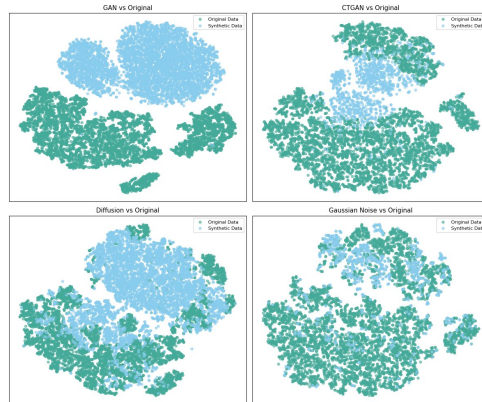 GAN vs Original
Original Data
Synthetic Data
CTGAN vs Original
Original Data
Synthetic Data
Diffusion vs Original
Original Data
Synthetic Data
Gaussian Noise vs Original
Original Data
Synthetic Data